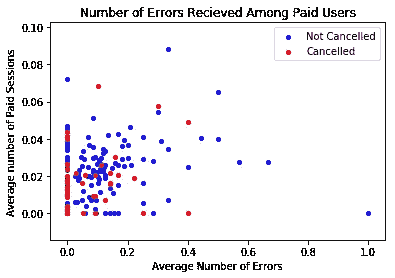 Number of Errors Recieved Among Paid Users
Not Cancelled
Cancelled
Average number of Paid Sessions
0.10
0.08
0.06
0.04
0.02
0.00
0.0 0.2 0.4 0.6 0.8 1.0
Average Number of Errors